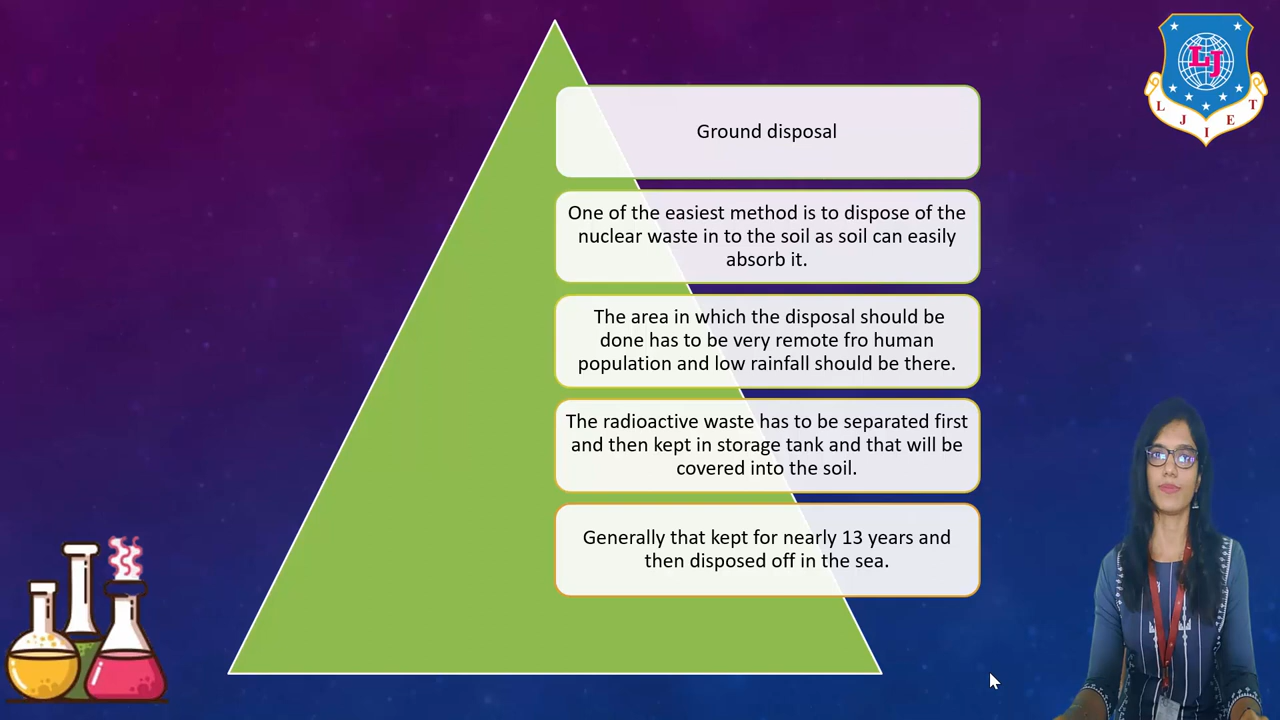 Ground disposal
One of the easiest method is to dispose of the
nuclear waste in to the soil as soil can easily
absorb it.
The area in which the disposal should be
done has to be very remote fro human
population and low rainfall should be there.
The radioactive waste has to be separated first
and then kept in storage tank and that will be
covered into the soil.
Generally that kept for nearly 13 years and
then disposed off in the sea.
LJ
L J I E T